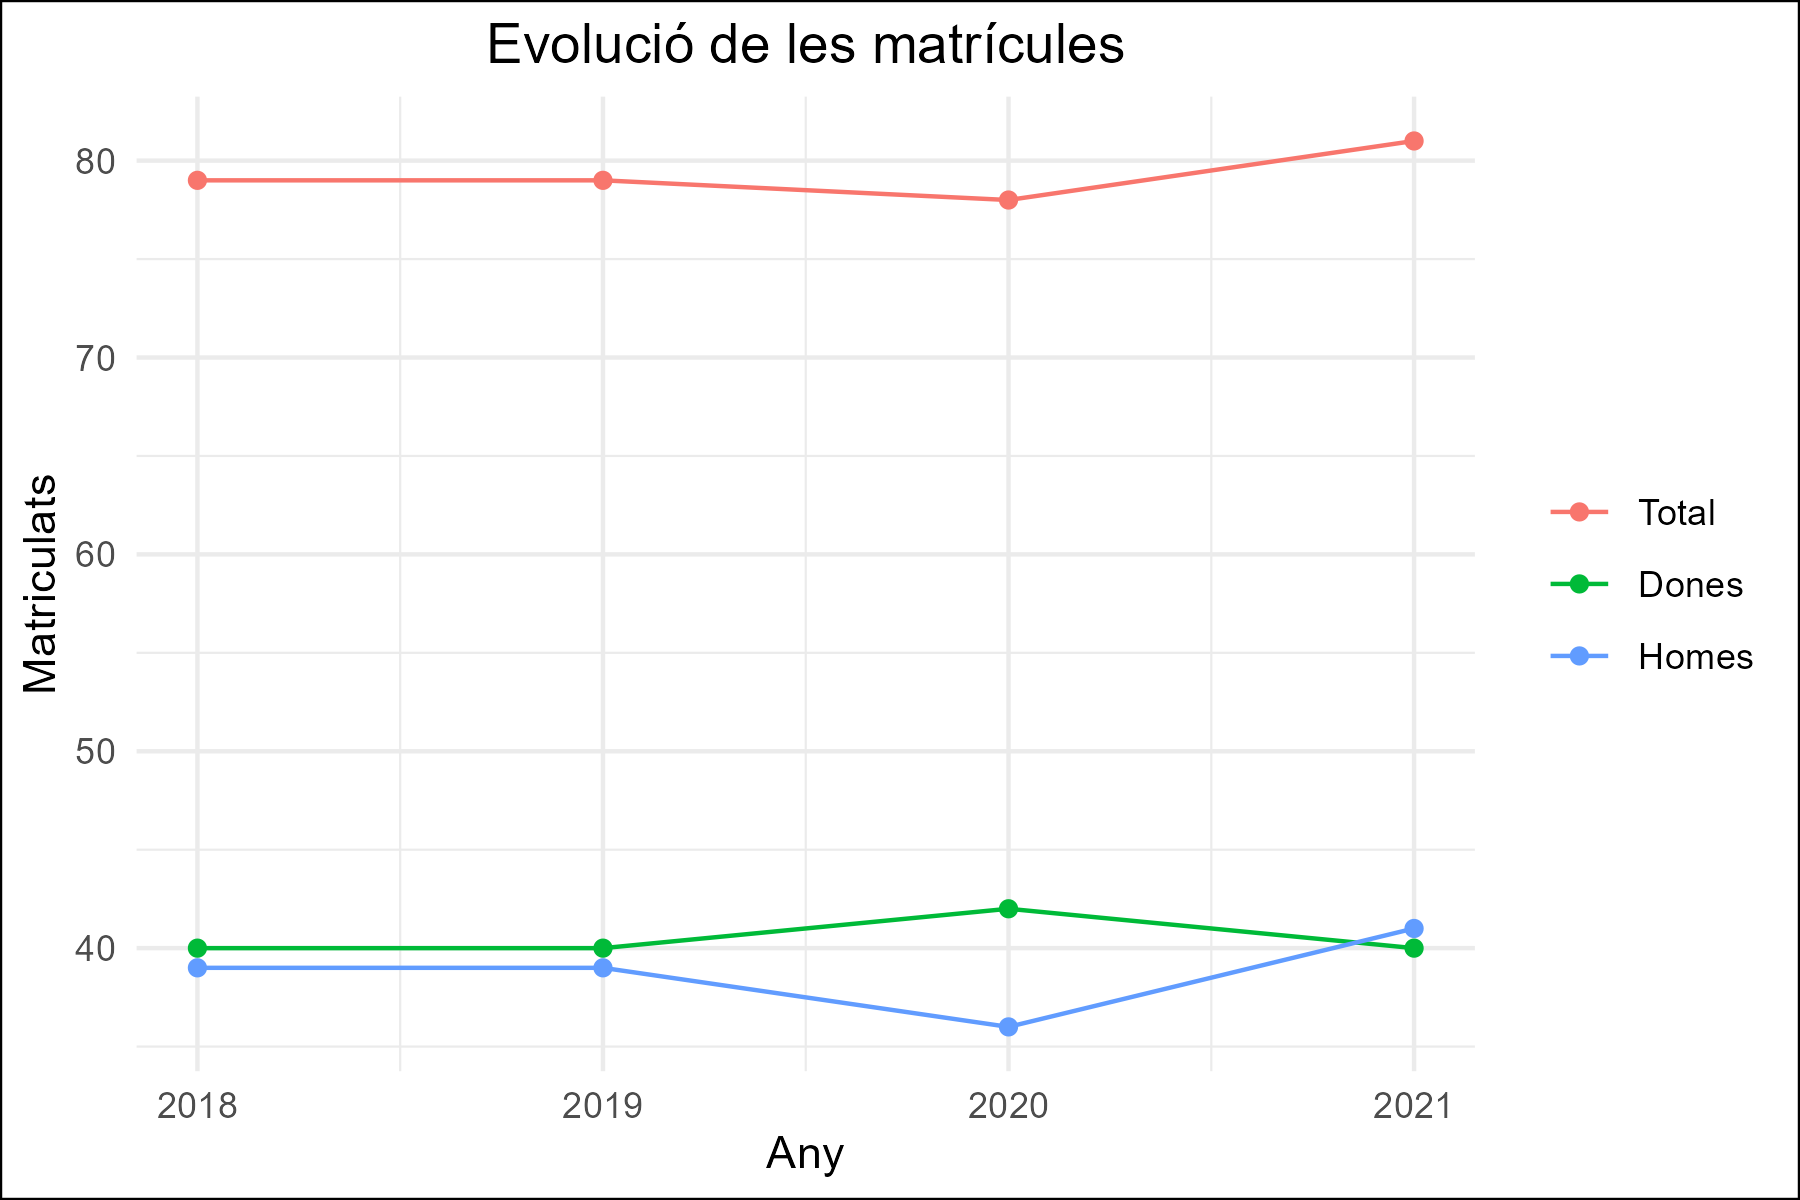 Evolució de les matrícules
80
70
60
50
40
Matriculats
2018 2019 2020 2021
Any
Total
Dones
Homes